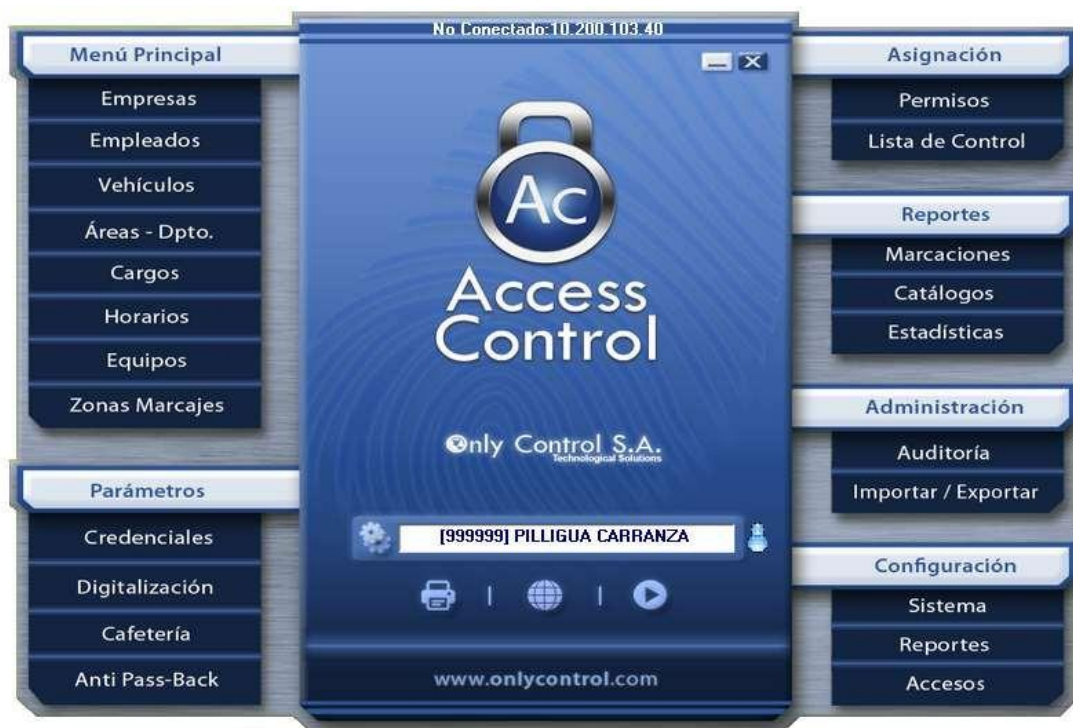 No Conectado:10.200.103.40
Menú Principal
Empresas
Empleados
Vehículos
Áreas - Dpto.
Cargos
Horarios
Equipos
Zonas Marcajes
Parámetros
Credenciales
Digitalización
Cafetería
Anti Pass-Back
Ac
Access
Control
Only Control S.A.
Technological Solutions
[999999] PILLIGUA CARRANZA
www.onlycontrol.com
Asignación
Permisos
Lista de Control
Reportes
Marcaciones
Catálogos
Estadísticas
Administración
Auditoría
Importar / Exportar
Configuración
Sistema
Reportes
Accesos